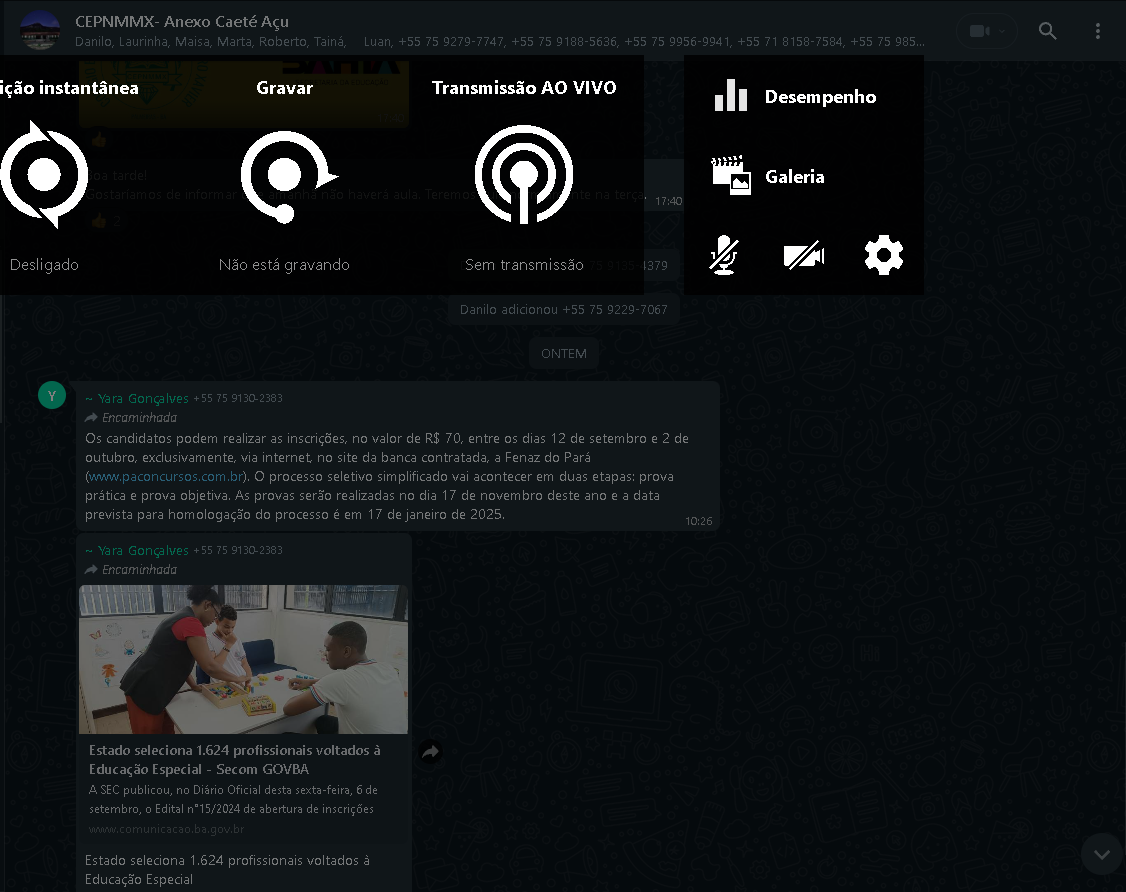 CEPNMMX- Anexo Caeté Açu
Danilo, Laurinha, Maisa, Marta, Roberto, Tainá, Luan, +55 75 9279-7747, +55 75 9188-5636, +55 75 9956-9941, +55 71 8158-7584, +55 75 985...
BAHIA
11:40
ição instantânea
Gravar
Transmissão AO VIVO
Desempenho
Galeria
oa tarde!
Gostaríamos de informar que amanhã não haverá aula. Teremos
te na terça.
17:40
2
Desligado
Não está gravando
Sem transmissão
4379
Danilo adicionou +55 75 9229-7067
ONTEM
Y
~ Yara Gonçalves +55 75 9130-2383
Encaminhada
Os candidatos podem realizar as inscrições, no valor de R$ 70, entre os dias 12 de setembro e 2 de
outubro, exclusivamente, via internet, no site da banca contratada, a Fenaz do Pará
(www.paconcursos.com.br). O processo seletivo simplificado vai acontecer em duas etapas: prova
prática e prova objetiva. As provas serão realizadas no dia 17 de novembro deste ano e a data
prevista para homologação do processo é em 17 de janeiro de 2025.
10:26
~ Yara Gonçalves +55 75 9130-2383
Encaminhada
Estado seleciona 1.624 profissionais voltados à
Educação Especial - Secom GOVBA
A SEC publicou, no Diário Oficial desta sexta-feira, 6 de
setembro, o Edital n°15/2024 de abertura de inscrições
www.comunicacao.ba.gov.br
Estado seleciona 1.624 profissionais voltados à
Educação Especial